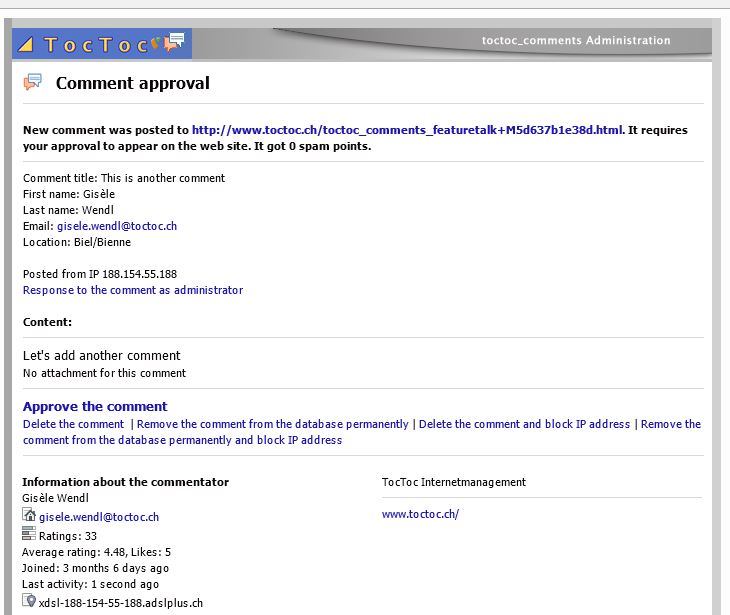 TocToc
toctoc_comments Administration
Comment approval
New comment was posted to http://www.toctoc.ch/toctoc_comments_featuretalk+M5d637b1e38d.html. It requires
your approval to appear on the web site. It got 0 spam points.
Comment title: This is another comment
First name: Gisèle
Last name: Wendl
Email: gisele.wendl@toctoc.ch
Location: Biel/Bienne
Posted from IP 188.154.55.188
Response to the comment as administrator
Content:
Let's add another comment
No attachment for this comment
Approve the comment
Delete the comment | Remove the comment from the database permanently | Delete the comment and block IP address | Remove the
comment from the database permanently and block IP address
Information about the commentator
Gisèle Wendl
gisele.wendl@toctoc.ch
Ratings: 33
Average rating: 4.48, Likes: 5
Joined: 3 months 6 days ago
Last activity: 1 second ago
xdsl-188-154-55-188.adslplus.ch
TocToc Internetmanagement
www.toctoc.ch/